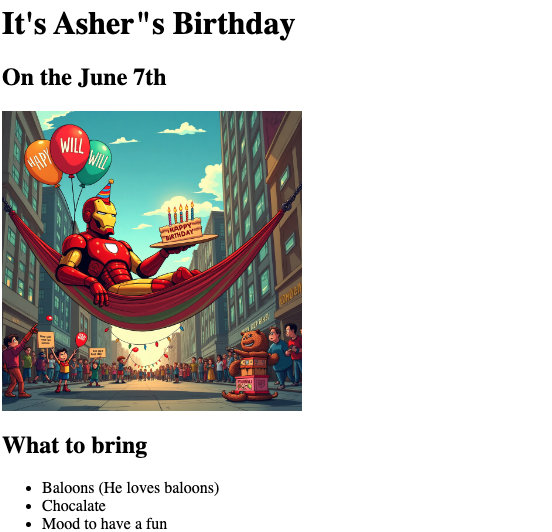 It's Asher"s Birthday
On the June 7th
HAPP
WILL
WILL
HAPPY
BIRTHDAY
What to bring
Baloons (He loves baloons)
Chocalate
Mood to have a fun